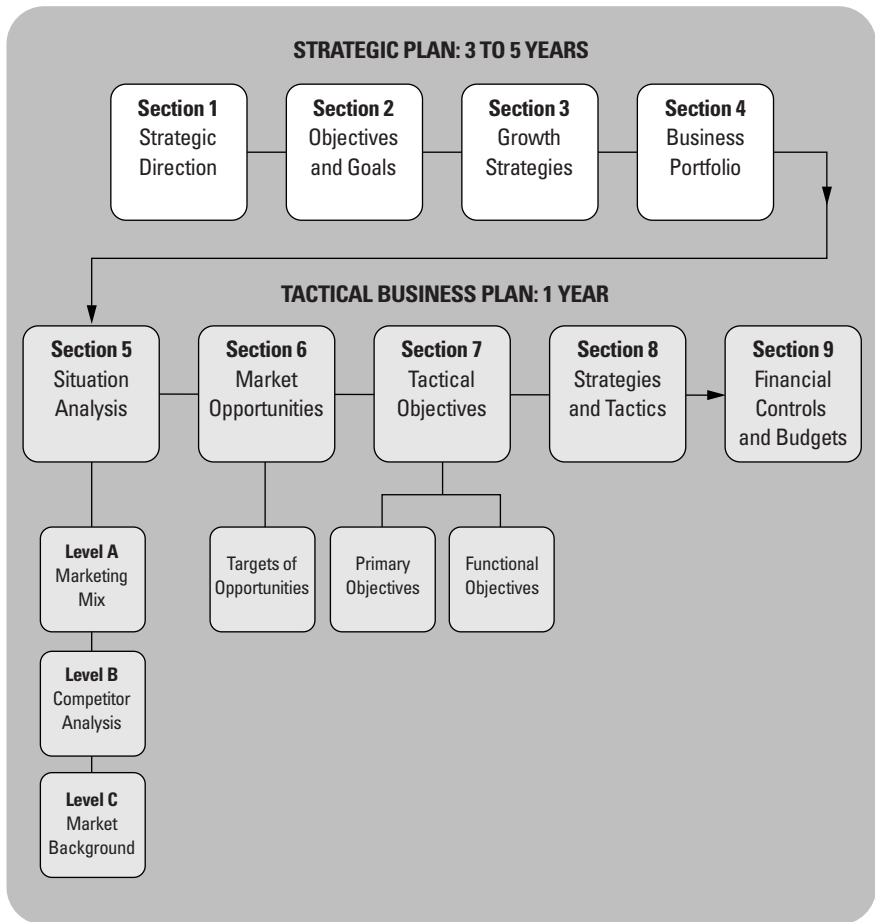 STRATEGIC PLAN: 3 TO 5 YEARS
Section 1
Strategic
Direction
Section 2
Objectives
and Goals
Section 3
Growth
Strategies
Section 4
Business
Portfolio
TACTICAL BUSINESS PLAN: 1 YEAR
Section 5
Situation
Analysis
Section 6
Market
Opportunities
Section 7
Tactical
Objectives
Section 8
Strategies
and Tactics
Section 9
Financial
Controls
and Budgets
Level A
Marketing
Mix
Targets of
Opportunities
Primary
Objectives
Functional
Objectives
Level B
Competitor
Analysis
Level C
Market
Background